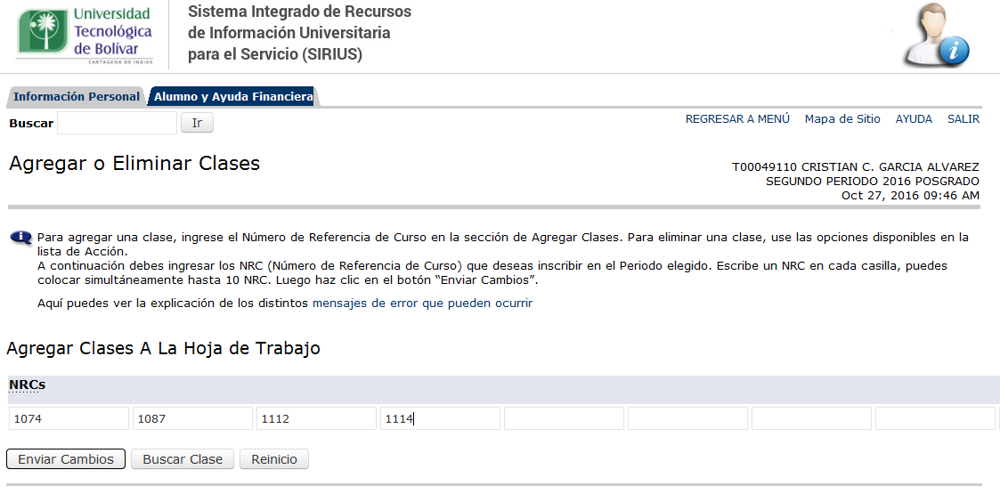 Universidad
Tecnológica
de Bolívar
CARTAGENA DE INDIAS
Sistema Integrado de Recursos
de Información Universitaria
para el Servicio (SIRIUS)
Información Personal Alumno y Ayuda Financiera
Buscar Ir REGRESAR A MENÚ Mapa de Sitio AYUDA SALIR
Agregar o Eliminar Clases
T00049110 CRISTIAN C. GARCIA ALVAREZ
SEGUNDO PERIODO 2016 POSGRADO
Oct 27, 2016 09:46 AM
Para agregar una clase, ingrese el Número de Referencia de Curso en la sección de Agregar Clases. Para eliminar una clase, use las opciones disponibles en la
lista de Acción.
A continuación debes ingresar los NRC (Número de Referencia de Curso) que deseas inscribir en el Periodo elegido. Escribe un NRC en cada casilla, puedes
colocar simultáneamente hasta 10 NRC. Luego haz clic en el botón “Enviar Cambios”.
Aquí puedes ver la explicación de los distintos mensajes de error que pueden ocurrir
Agregar Clases A La Hoja de Trabajo
NRCs
1074 1087 1112 1114
Enviar Cambios Buscar Clase Reinicio